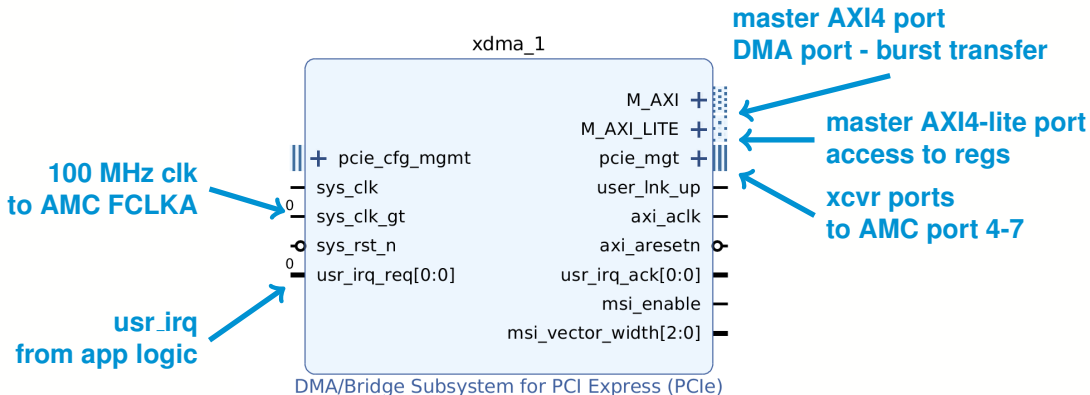 master AXI4 port
DMA port - burst transfer
xdma_1
M_AXI
M_AXI_LITE
master AXI4-lite port
access to regs
pcie_cfg_mgmt
pcie_mgt
100 MHz clk
to AMC FCLKA
sys_clk
user_lnk_up
xcvr ports
to AMC port 4-7
0
sys_clk_gt
axi_aclk
sys_rst_n
axi_aresetn
0
usr_irq_req[0:0]
usr_irq_ack[0:0]
msi_enable
usr_irq
from app logic
msi_vector_width[2:0]
DMA/Bridge Subsystem for PCI Express (PCIe)